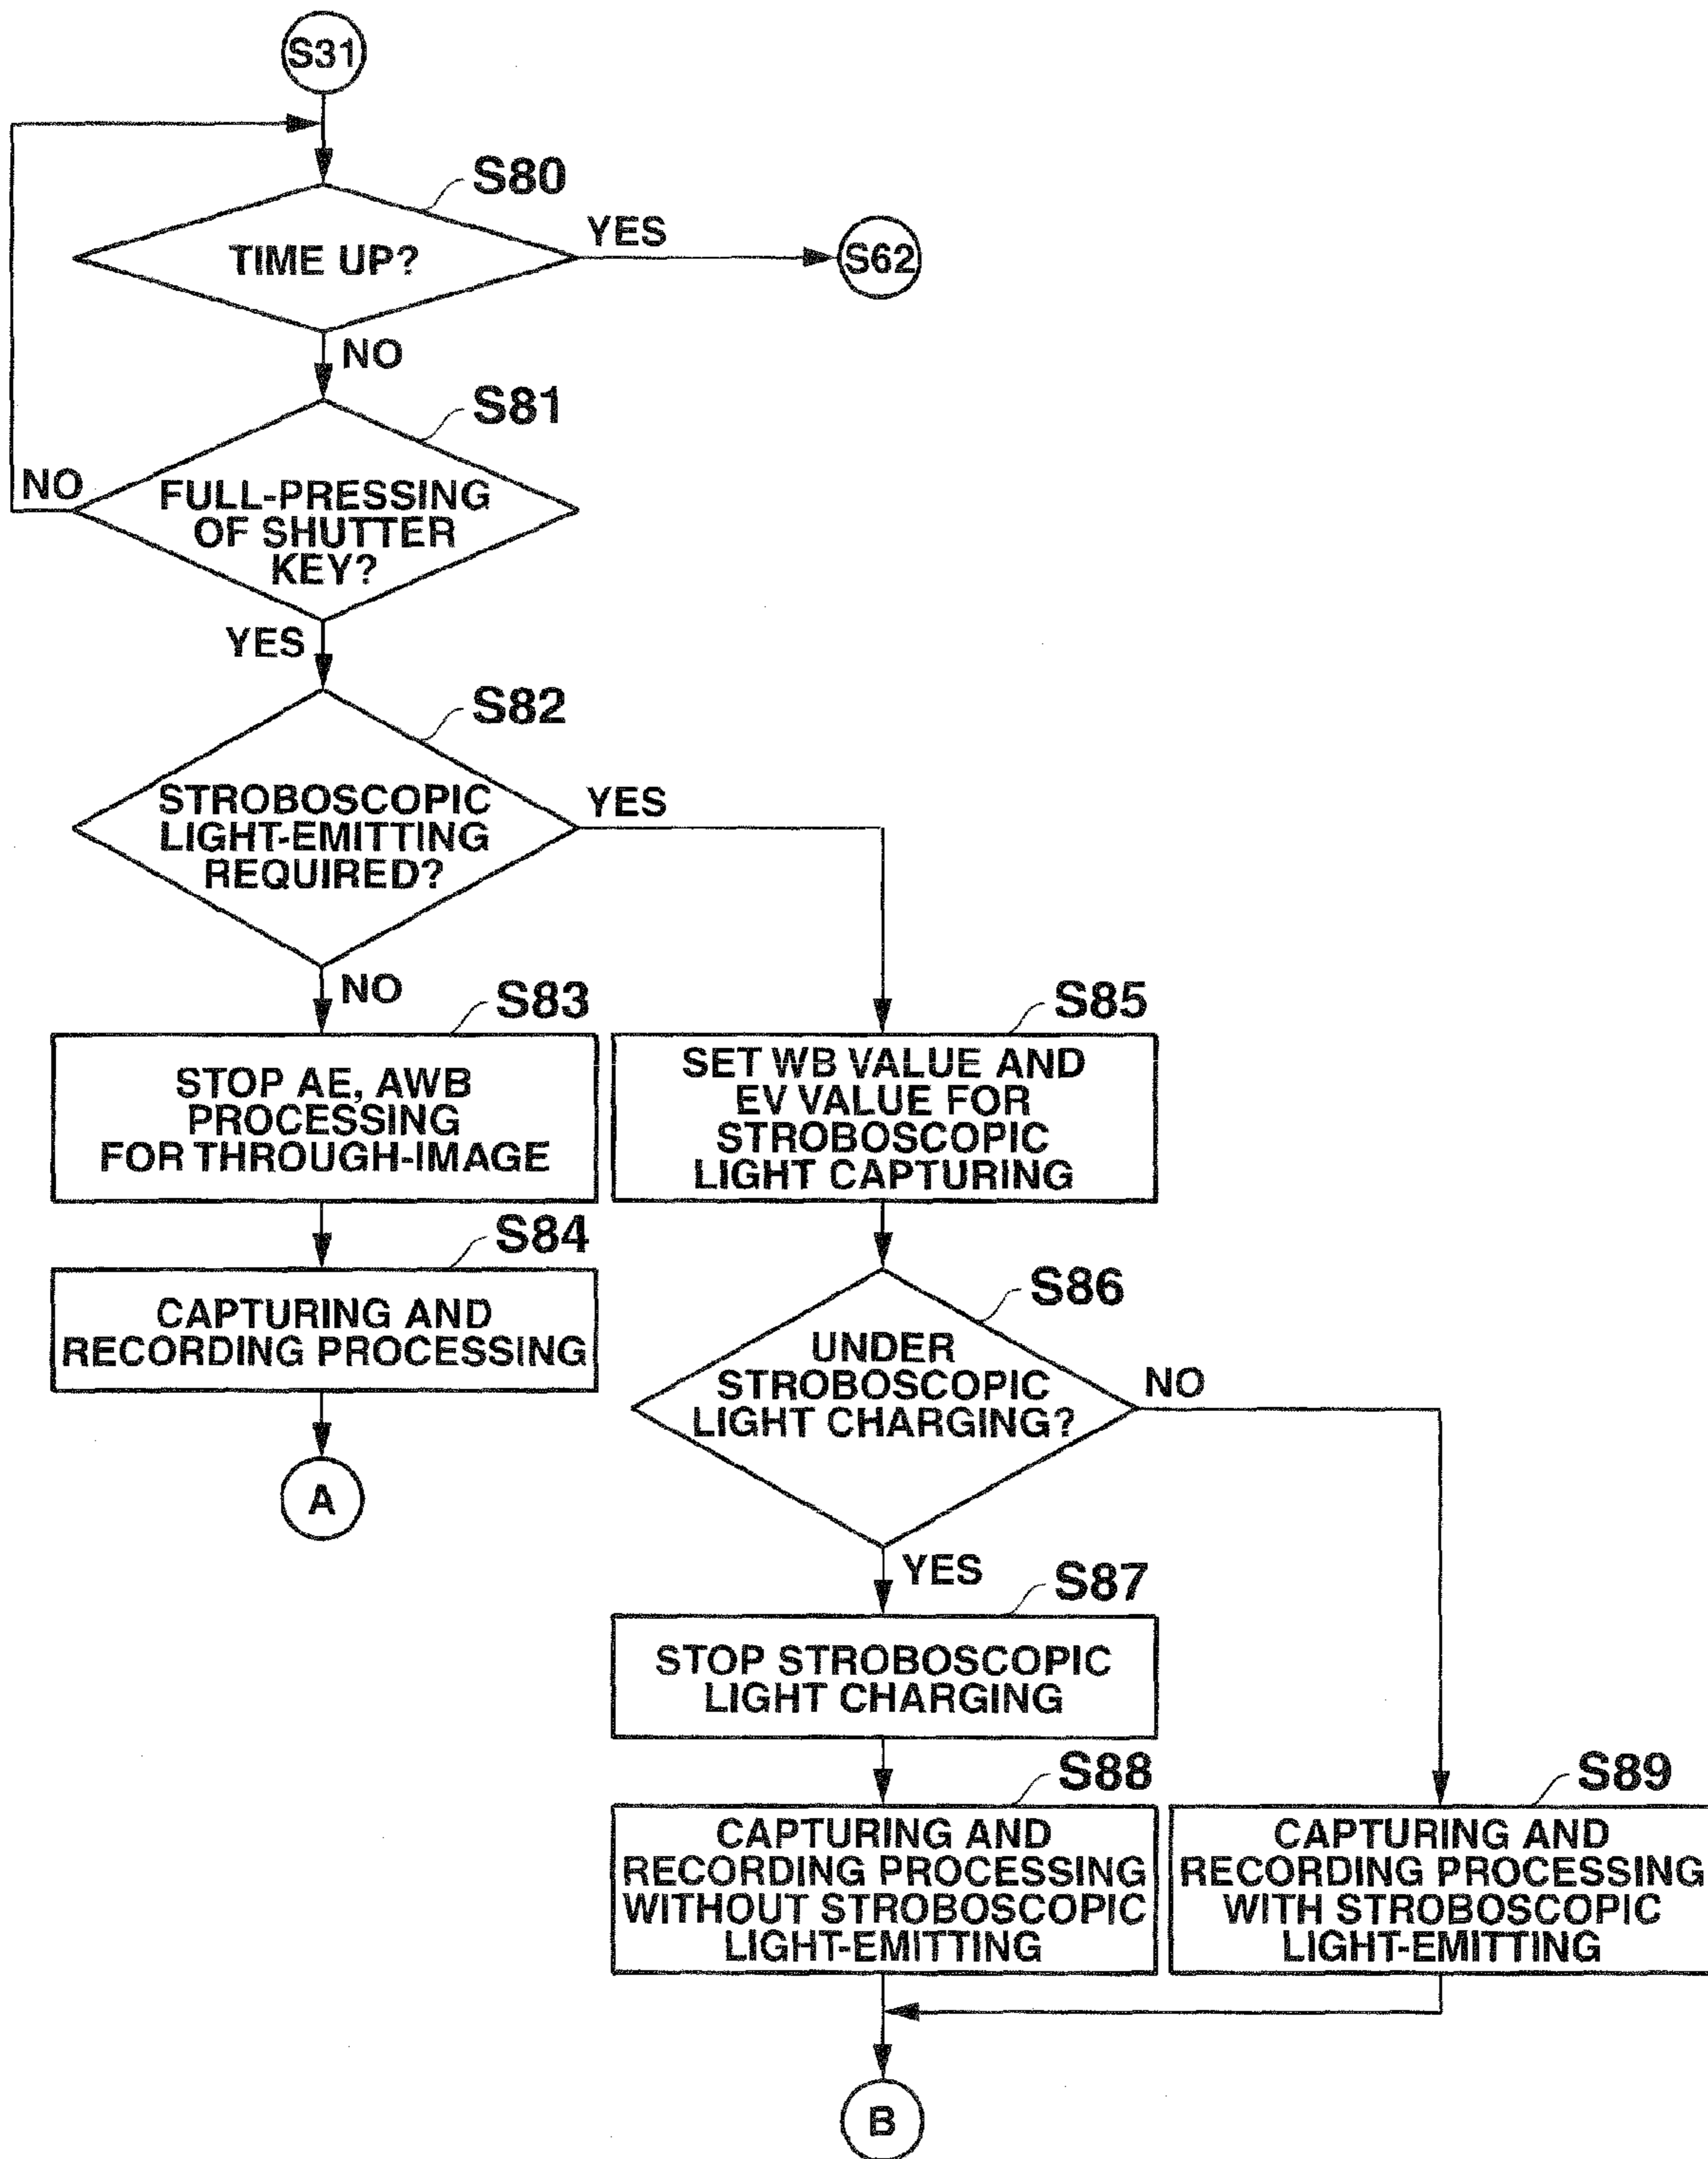 S31
S80
TIME UP?
YES
S62
NO
S81
NO
FULL-PRESSING
OF SHUTTER
KEY?
YES
S82
STROBOSCOPIC
LIGHT-EMITTING
REQUIRED?
YES
NO
S83
STOP AE, AWB
PROCESSING
FOR THROUGH-IMAGE
S85
SET WB VALUE AND
EV VALUE FOR
STROBOSCOPIC
LIGHT CAPTURING
S84
CAPTURING AND
RECORDING PROCESSING
A
S86
UNDER
STROBOSCOPIC
LIGHT CHARGING?
NO
YES
S87
STOP STROBOSCOPIC
LIGHT CHARGING
S88
CAPTURING AND
RECORDING PROCESSING
WITHOUT STROBOSCOPIC
LIGHT-EMITTING
S89
CAPTURING AND
RECORDING PROCESSING
WITH STROBOSCOPIC
LIGHT-EMITTING
B